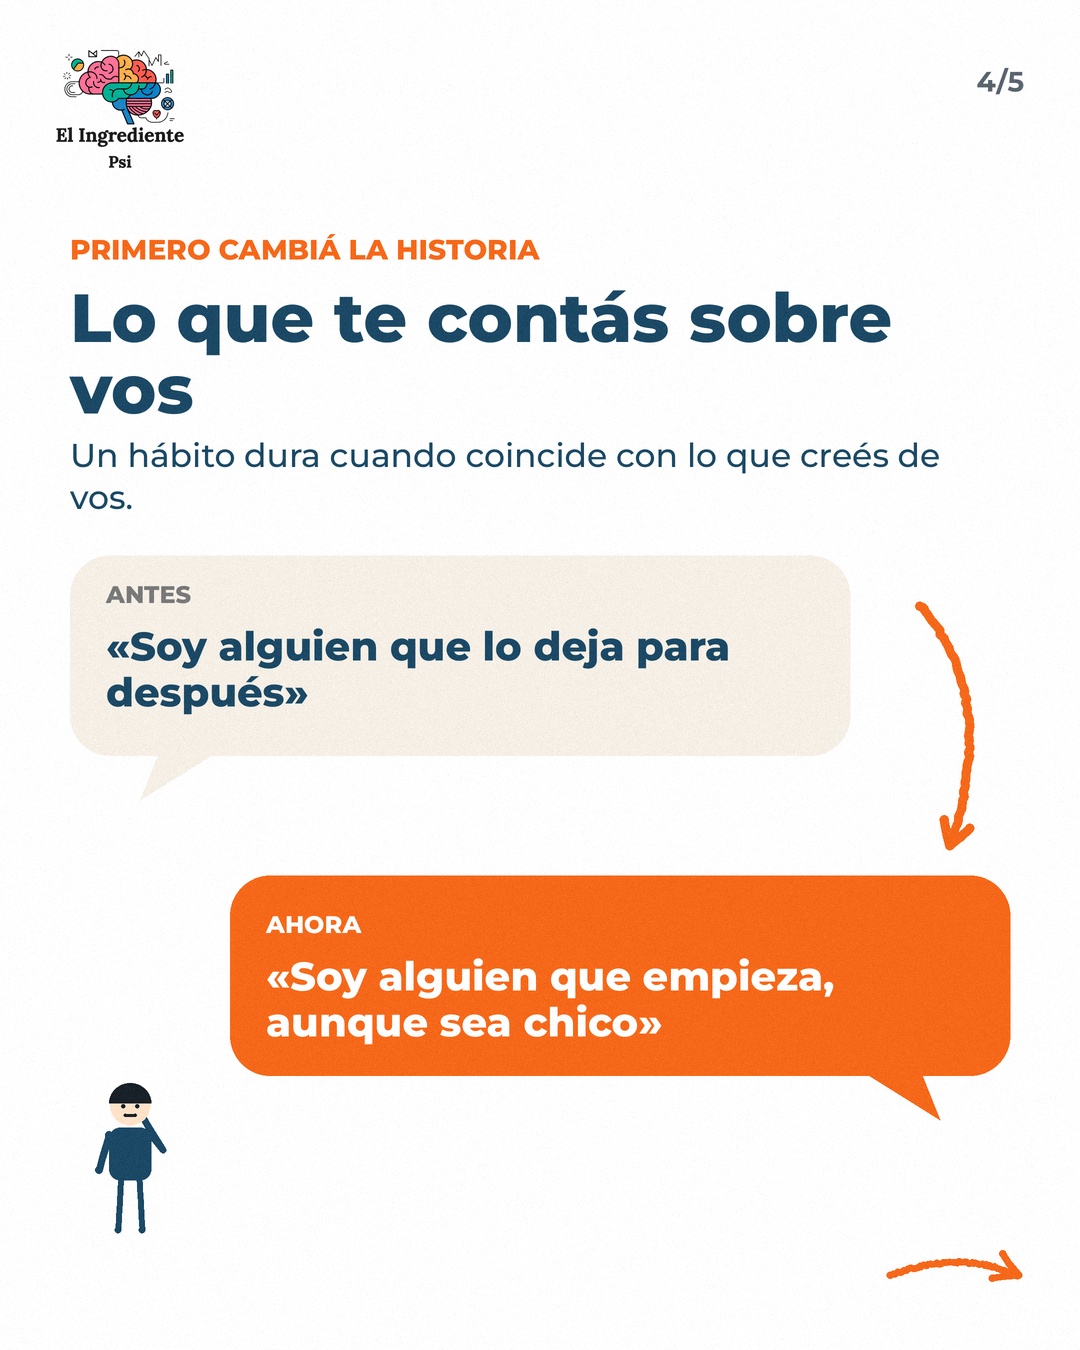 El Ingrediente
Psi
4/5
PRIMERO CAMBIÁ LA HISTORIA
Lo que te contás sobre
vos
Un hábito dura cuando coincide con lo que creés de
vos.
ANTES
«Soy alguien que lo deja para
después»
AHORA
«Soy alguien que empieza,
aunque sea chico»